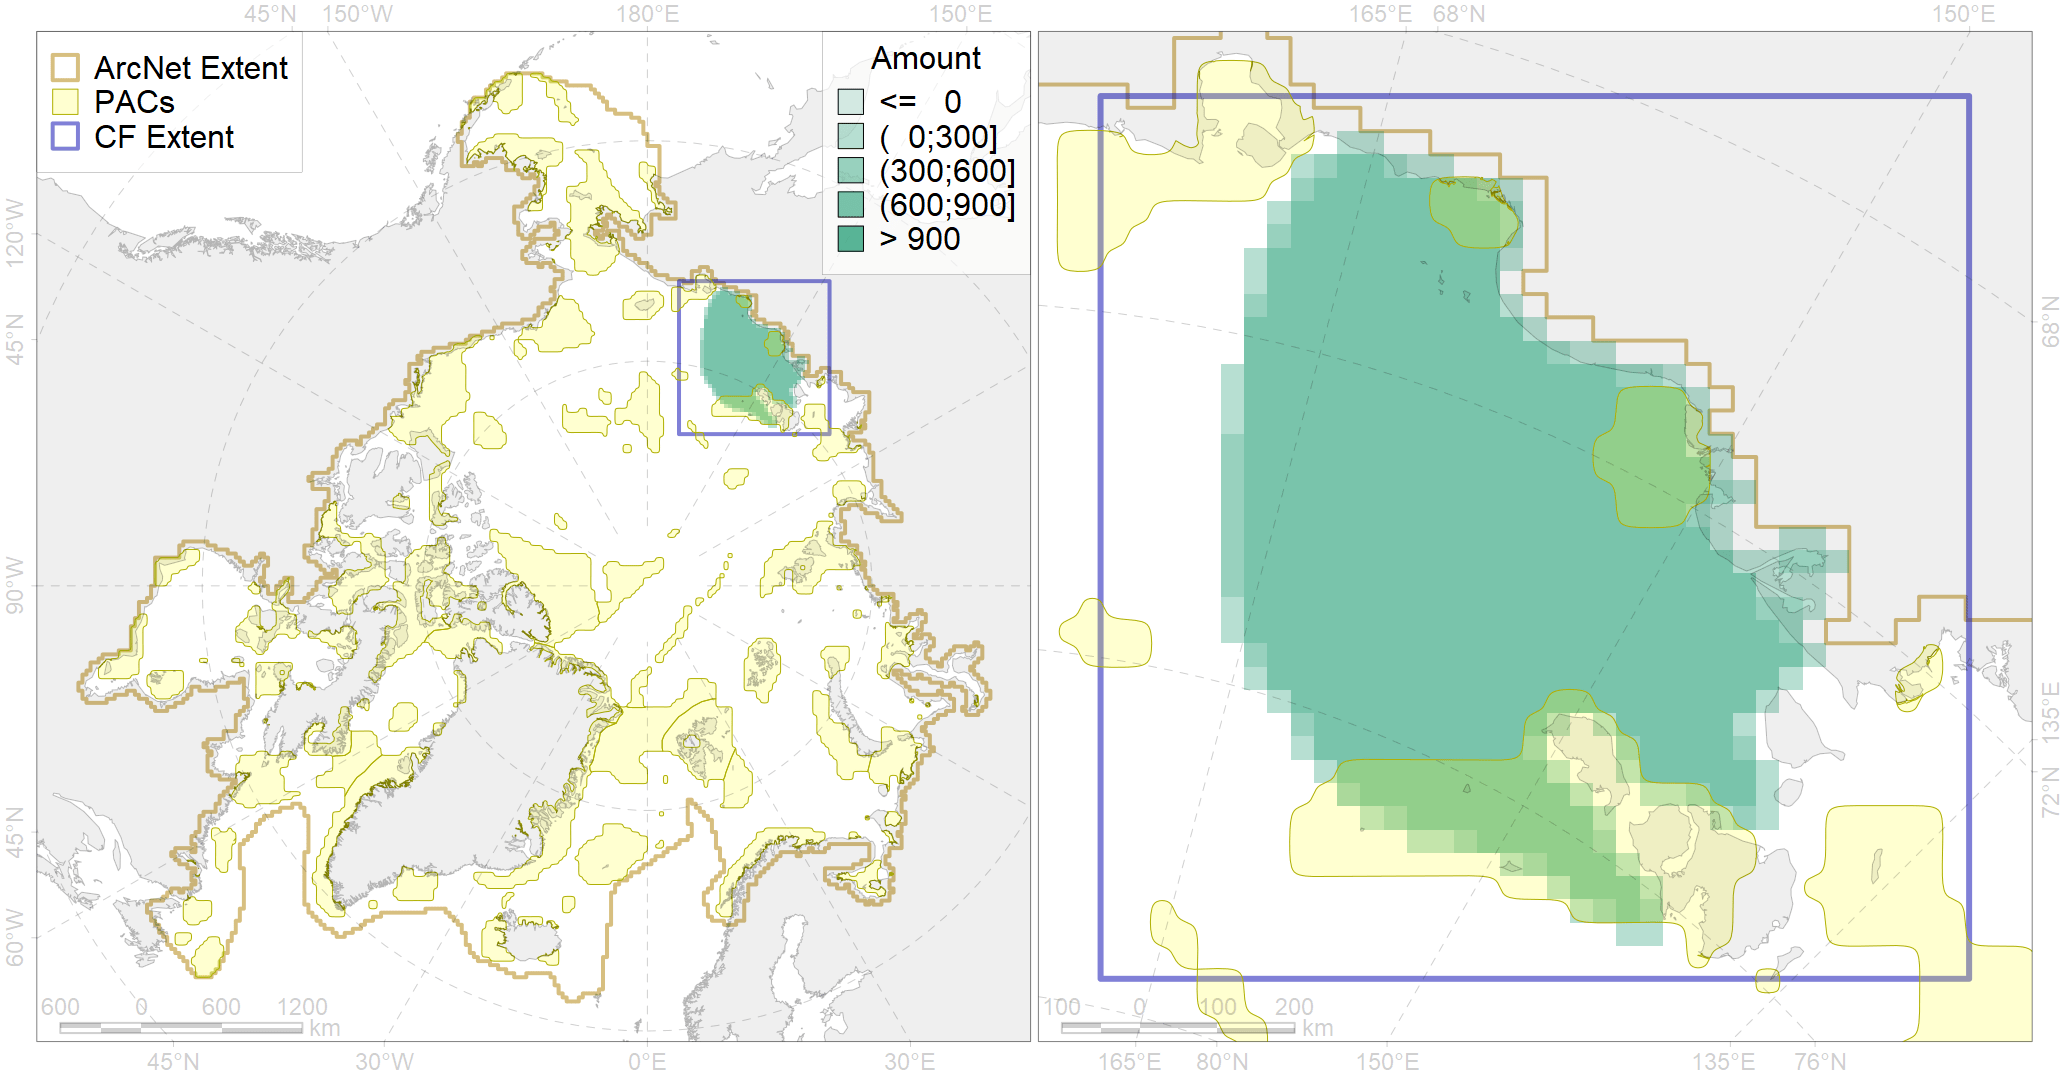 45°N 150°W 180°E 150°E 165°E 68°N 150°E
ArcNet Extent
PACs
CF Extent
Amount
<= 0
( 0;300]
(300;600]
(600;900]
> 900
120°W
45°N
90°W
45°N
60°W
68°N
135°E
72°N
600 0 600 1200
km
100 0 100 200
km
45°N 30°W 0°E 30°E 165°E 80°N 150°E 135°E 76°N